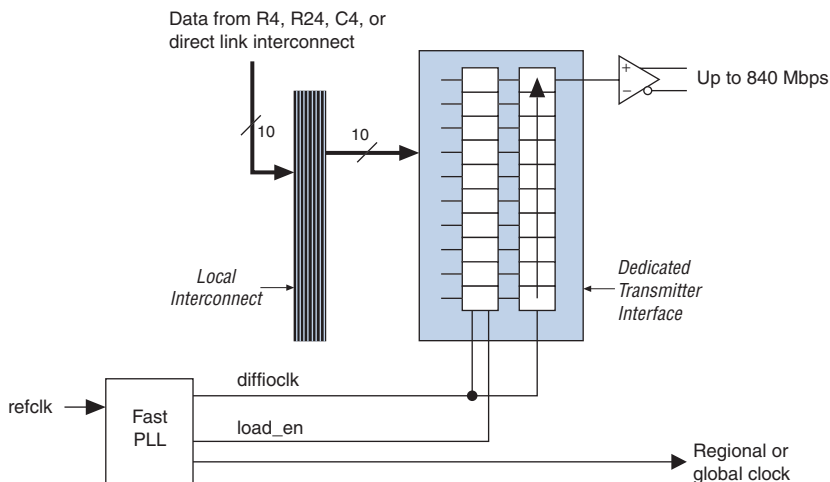 Data from R4, R24, C4, or
direct link interconnect
10
10
+
−
Up to 840 Mbps
Local
Interconnect
Dedicated
Transmitter
Interface
diffioclk
refclk
Fast
PLL
load_en
Regional or
global clock